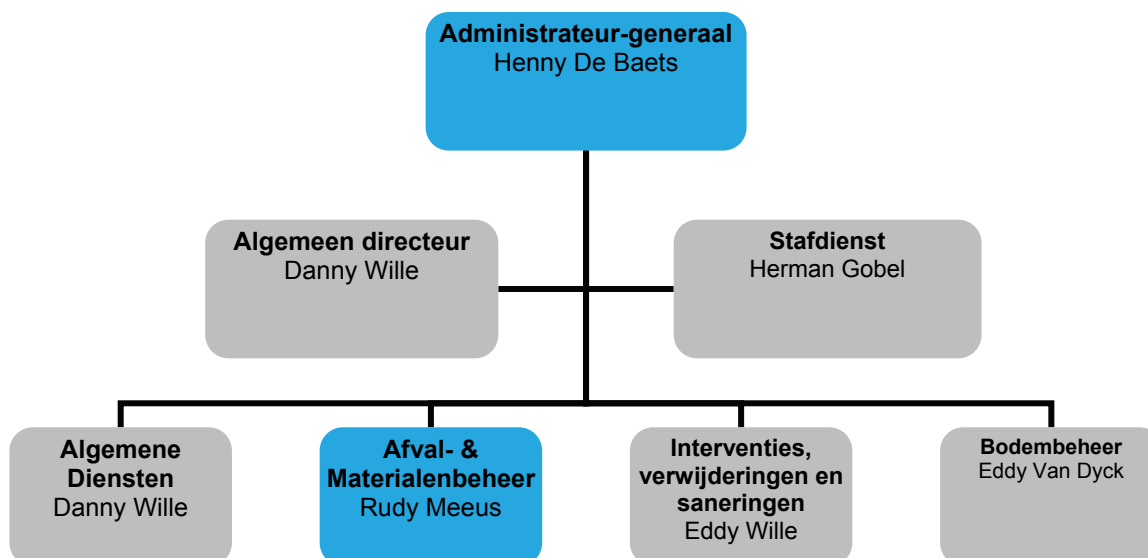 Administrateur-generaal
Henny De Baets
Algemeen directeur
Danny Wille
Stafdienst
Herman Gobel
Algemene
Diensten
Danny Wille
Afval- &
Materialenbeheer
Rudy Meeus
Interventies,
verwijderingen en
saneringen
Eddy Wille
Bodembeheer
Eddy Van Dyck